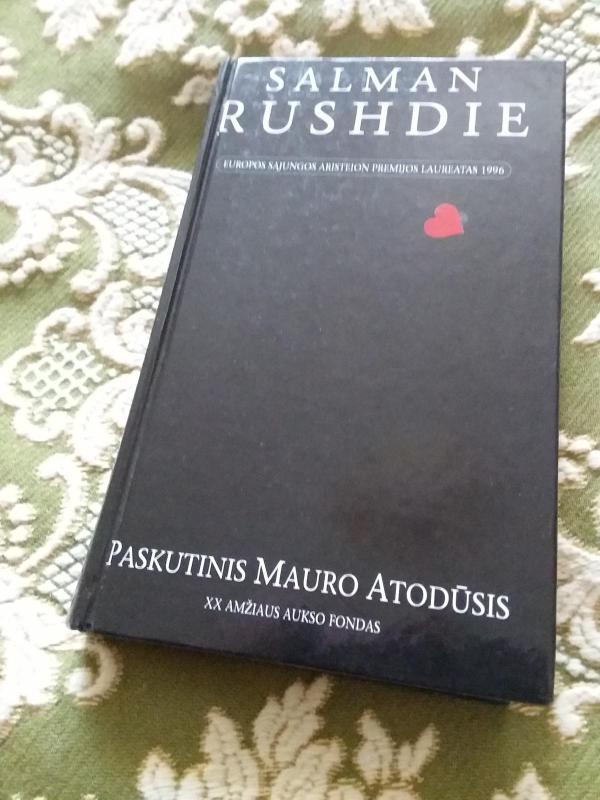 SALMAN
RUSHDIE
EUROPOS SĄJUNGOS ARISTEION PREMIJOS LAUREATAS 1996
PASKUTINIS MAURO ATODŪSIS
XX AMŽIAUS AUKSO FONDAS